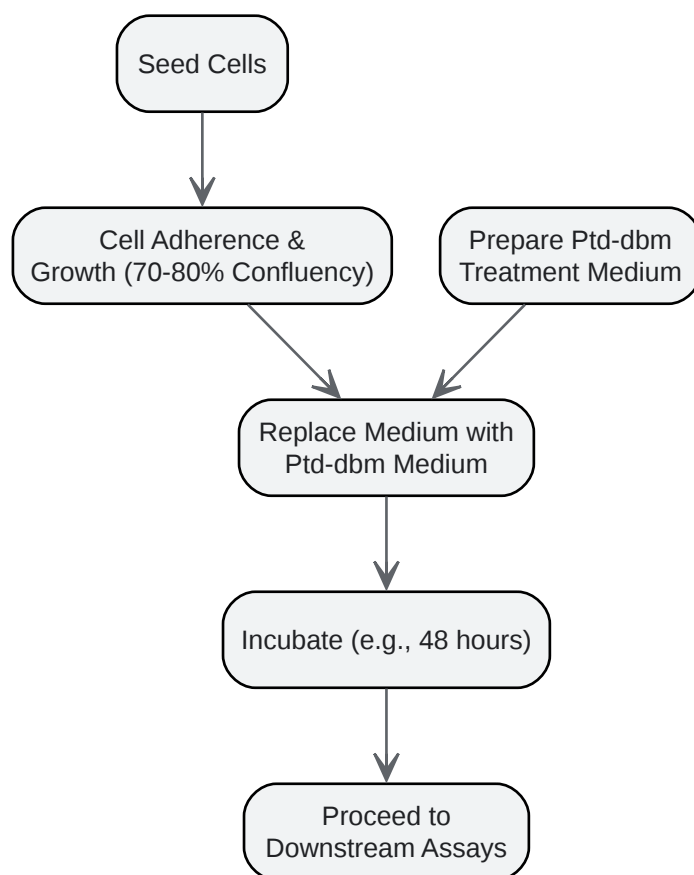 Seed Cells
Cell Adherence &
Growth (70-80% Confluency)
Prepare Ptd-dbm
Treatment Medium
Replace Medium with
Ptd-dbm Medium
Incubate (e.g., 48 hours)
Proceed to
Downstream Assays